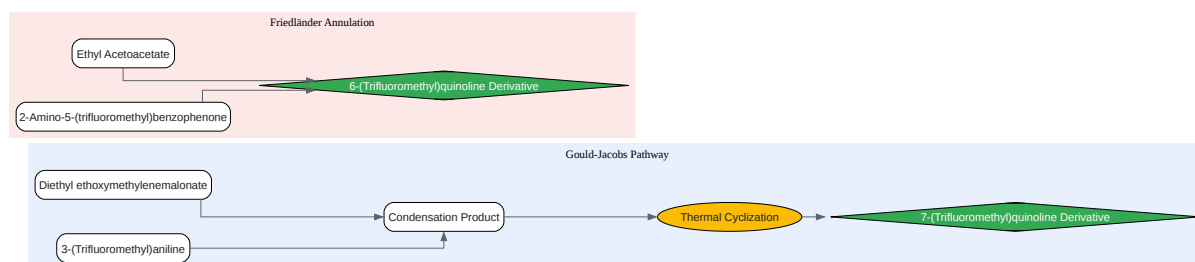 Friedländer Annulation
Ethyl Acetoacetate
6-(Trifluoromethyl)quinoline Derivative
2-Amino-5-(trifluoromethyl)benzophenone
Gould-Jacobs Pathway
Diethyl ethoxymethylenemalonate
Condensation Product
Thermal Cyclization
7-(Trifluoromethyl)quinoline Derivative
3-(Trifluoromethyl)aniline